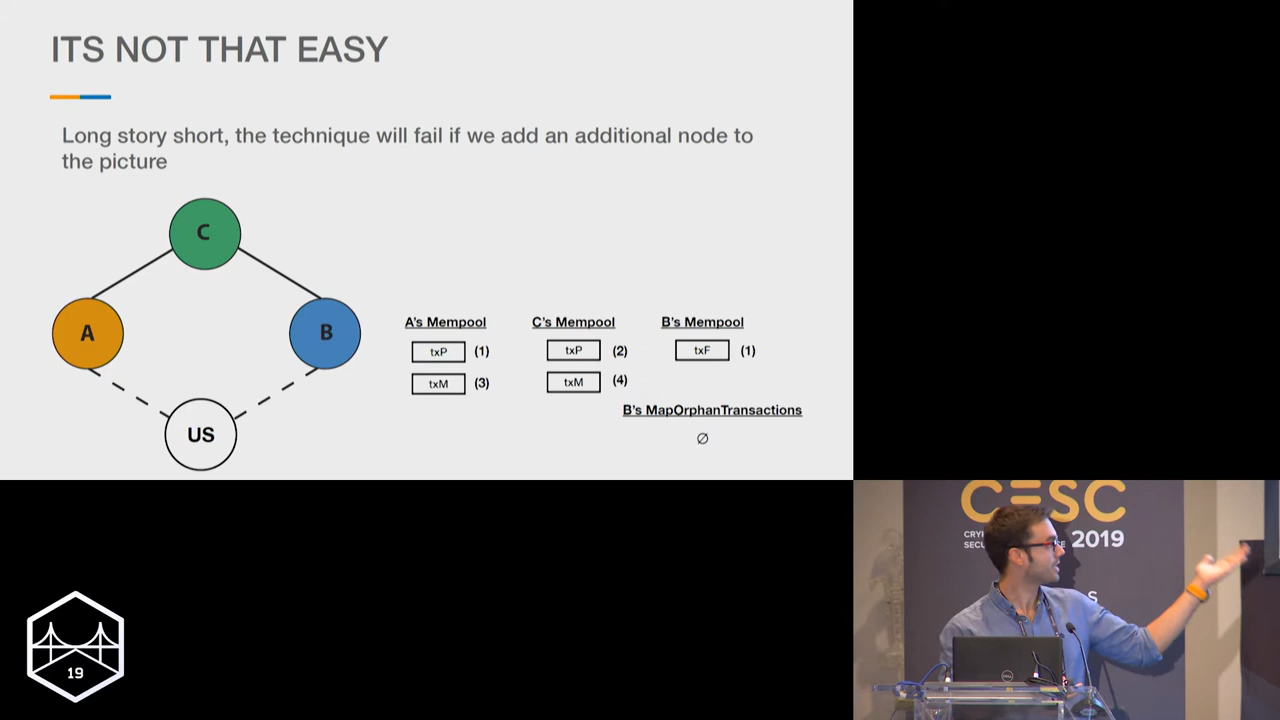 ITS NOT THAT EASY
Long story short, the technique will fail if we add an additional node to
the picture
C
A
B
US
A's Mempool
txP (1)
txM (3)
C's Mempool
txP (2)
txM (4)
B's Mempool
txF (1)
B's MapOrphanTransactions
∅
19
CESC
2019
S
DELL